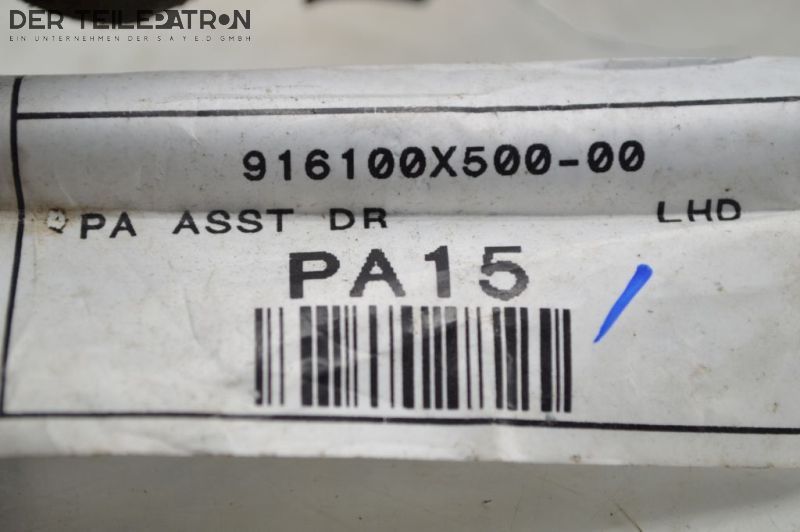 DER TEILEPATRON
EIN UNTERNEHMEN DER S A Y E.D GMBH
916100X500-00
PA ASST DR LHD
PA15